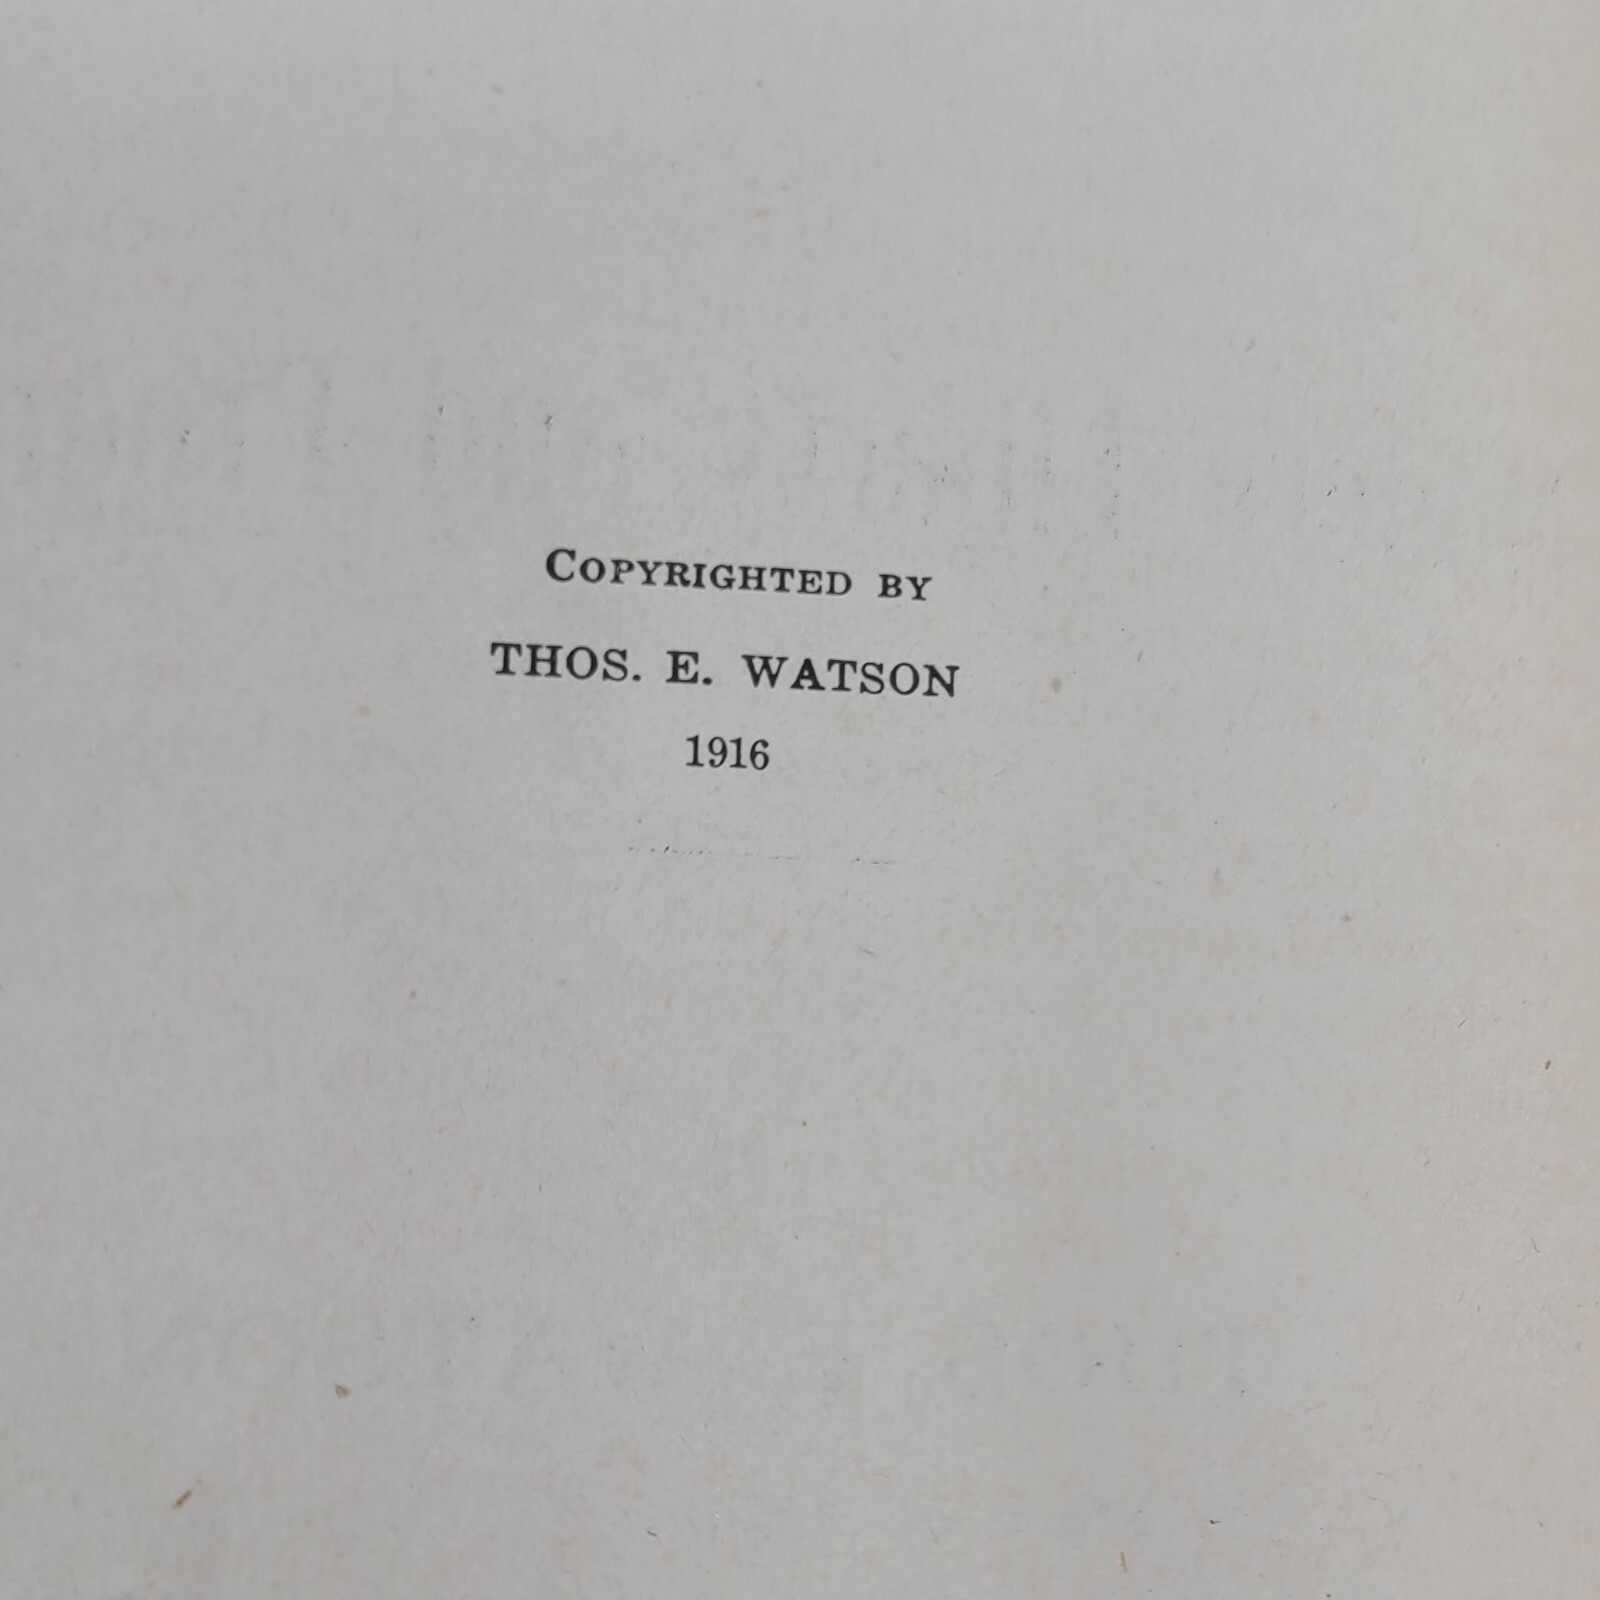 COPYRIGHTED BY
THOS. E. WATSON
1916